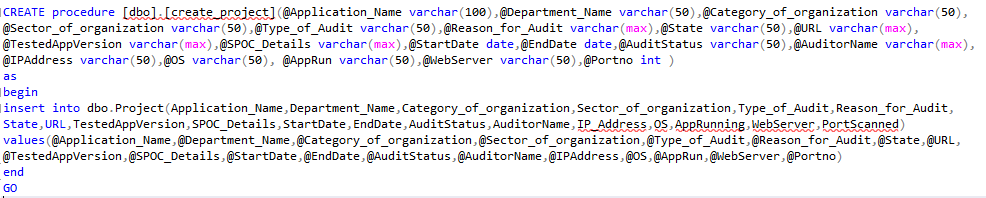 CREATE procedure [dbo].[create_project](@Application_Name varchar(100),@Department_Name varchar(50),@Category_of_organization varchar(50),
@Sector_of_organization varchar(50),@Type_of_Audit varchar(50),@Reason_for_Audit varchar(max),@State varchar(50),@URL varchar(max),
@TestedAppVersion varchar(max),@SPOC_Details varchar(max),@StartDate date,@EndDate date,@AuditStatus varchar(50),@AuditorName varchar(max),
@IPAddress varchar(50),@OS varchar(50), @AppRun varchar(50),@WebServer varchar(50),@Portno int )
as
begin
insert into dbo.Project(Application_Name,Department_Name,Category_of_organization,Sector_of_organization,Type_of_Audit,Reason_for_Audit,
State,URL,TestedAppVersion,SPOC_Details,StartDate,EndDate,AuditStatus,AuditorName,IP_Address,OS,AppRunning,WebServer,PortScanned)
values(@Application_Name,@Department_Name,@Category_of_organization,@Sector_of_organization,@Type_of_Audit,@Reason_for_Audit,@State,@URL,
@TestedAppVersion,@SPOC_Details,@StartDate,@EndDate,@AuditStatus,@AuditorName,@IPAddress,@OS,@AppRun,@WebServer,@Portno)
end
GO